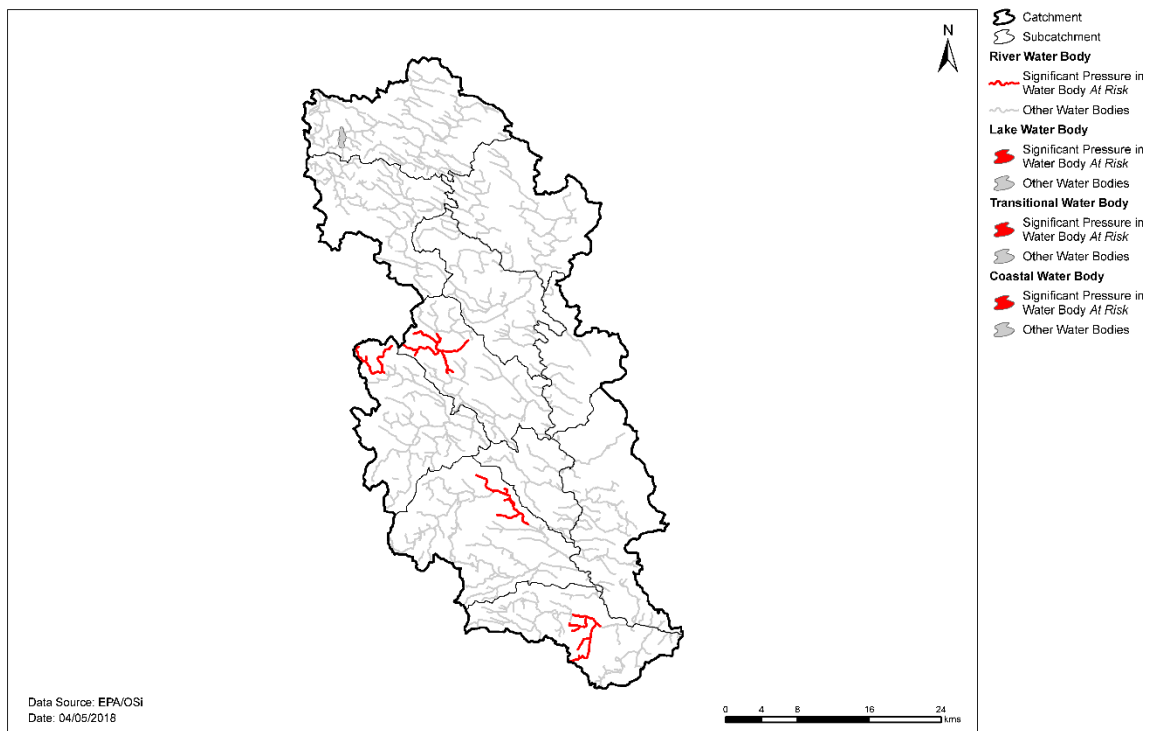 N
Catchment
Subcatchment
River Water Body
Significant Pressure in
Water Body At Risk
Other Water Bodies
Lake Water Body
Significant Pressure in
Water Body At Risk
Other Water Bodies
Transitional Water Body
Significant Pressure in
Water Body At Risk
Other Water Bodies
Coastal Water Body
Significant Pressure in
Water Body At Risk
Other Water Bodies
Data Source: EPA/OSi
Date: 04/05/2018
0 4 8 16 24
kms